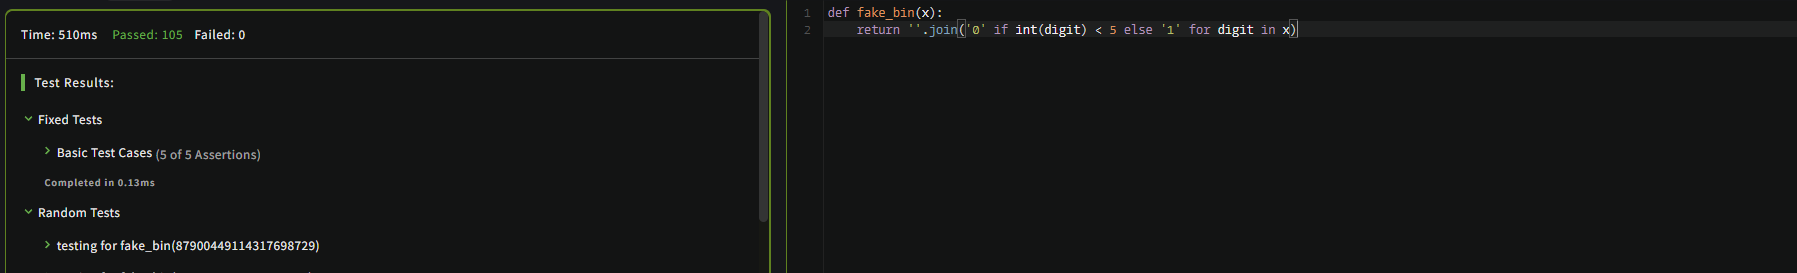 Time: 510ms Passed: 105 Failed: 0
Test Results:
Fixed Tests
Basic Test Cases (5 of 5 Assertions)
Completed in 0.13ms
Random Tests
testing for fake_bin(87900449114317698729)
1 def fake_bin(x):
2 return ''.join('0' if int(digit) < 5 else '1' for digit in x)